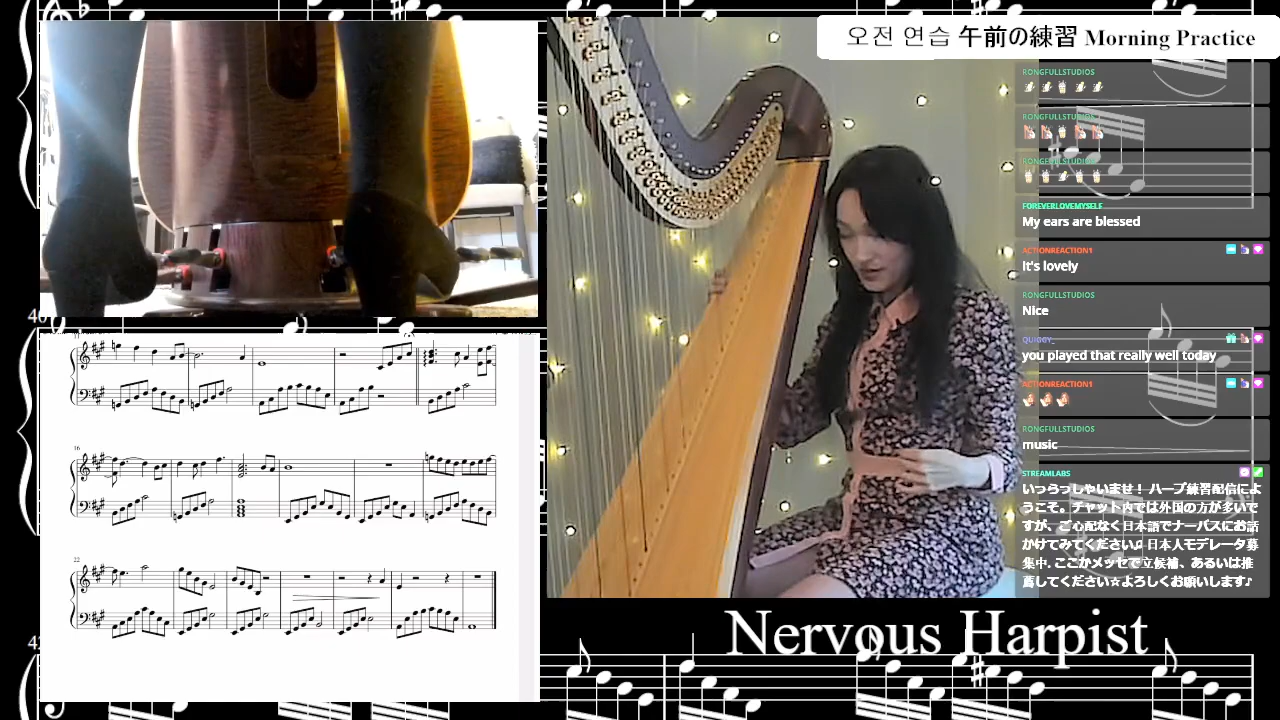 오전 연습 午前の練習 Morning Practice
RONGFULLSTUDIOS
RONGFULLSTUDIOS
RONGFULLSTUDIOS
FOREVERLOVEMYSELF
My ears are blessed
ACTIONREACTION1
It's lovely
RONGFULLSTUDIOS
Nice
QUIGGY_
you played that really well today
ACTIONREACTION1
RONGFULLSTUDIOS
music
STREAMLABS
いらっしゃいませ！ ハープ練習配信によ
うこそ。チャット内では外国の方が多いで
すが、ご心配なく日本語でナーバスにお話
かけてみてください♫ 日本人モデレータ募
集中。ここかメッセで立候補、あるいは推
薦してください☆よろしくお願いします♪
16
22
40
42
Nervous Harpist